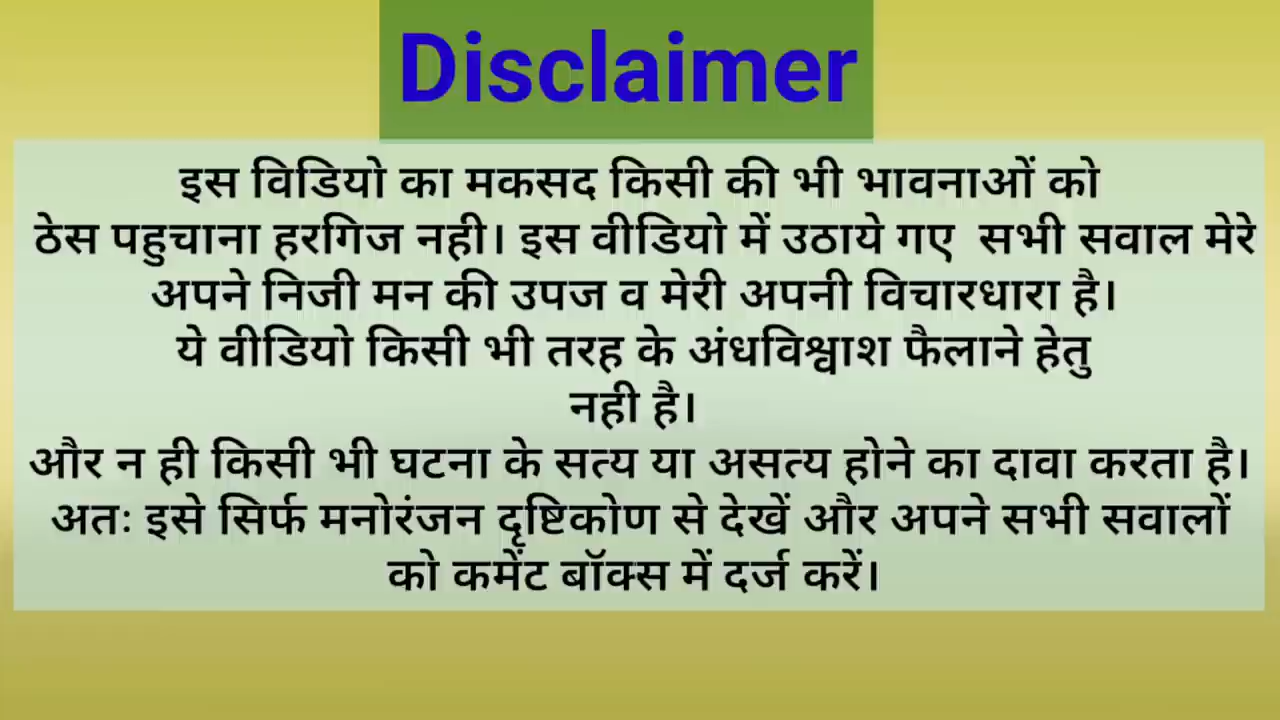 Disclaimer
इस विडियो का मकसद किसी की भी भावनाओं को
ठेस पहुचाना हरगिज नही। इस वीडियो में उठाये गए सभी सवाल मेरे
अपने निजी मन की उपज व मेरी अपनी विचारधारा है।
ये वीडियो किसी भी तरह के अंधविश्वाश फैलाने हेतु
नही है।
और न ही किसी भी घटना के सत्य या असत्य होने का दावा करता है।
अतः इसे सिर्फ मनोरंजन दृष्टिकोण से देखें और अपने सभी सवालों
को कमेंट बॉक्स में दर्ज करें।